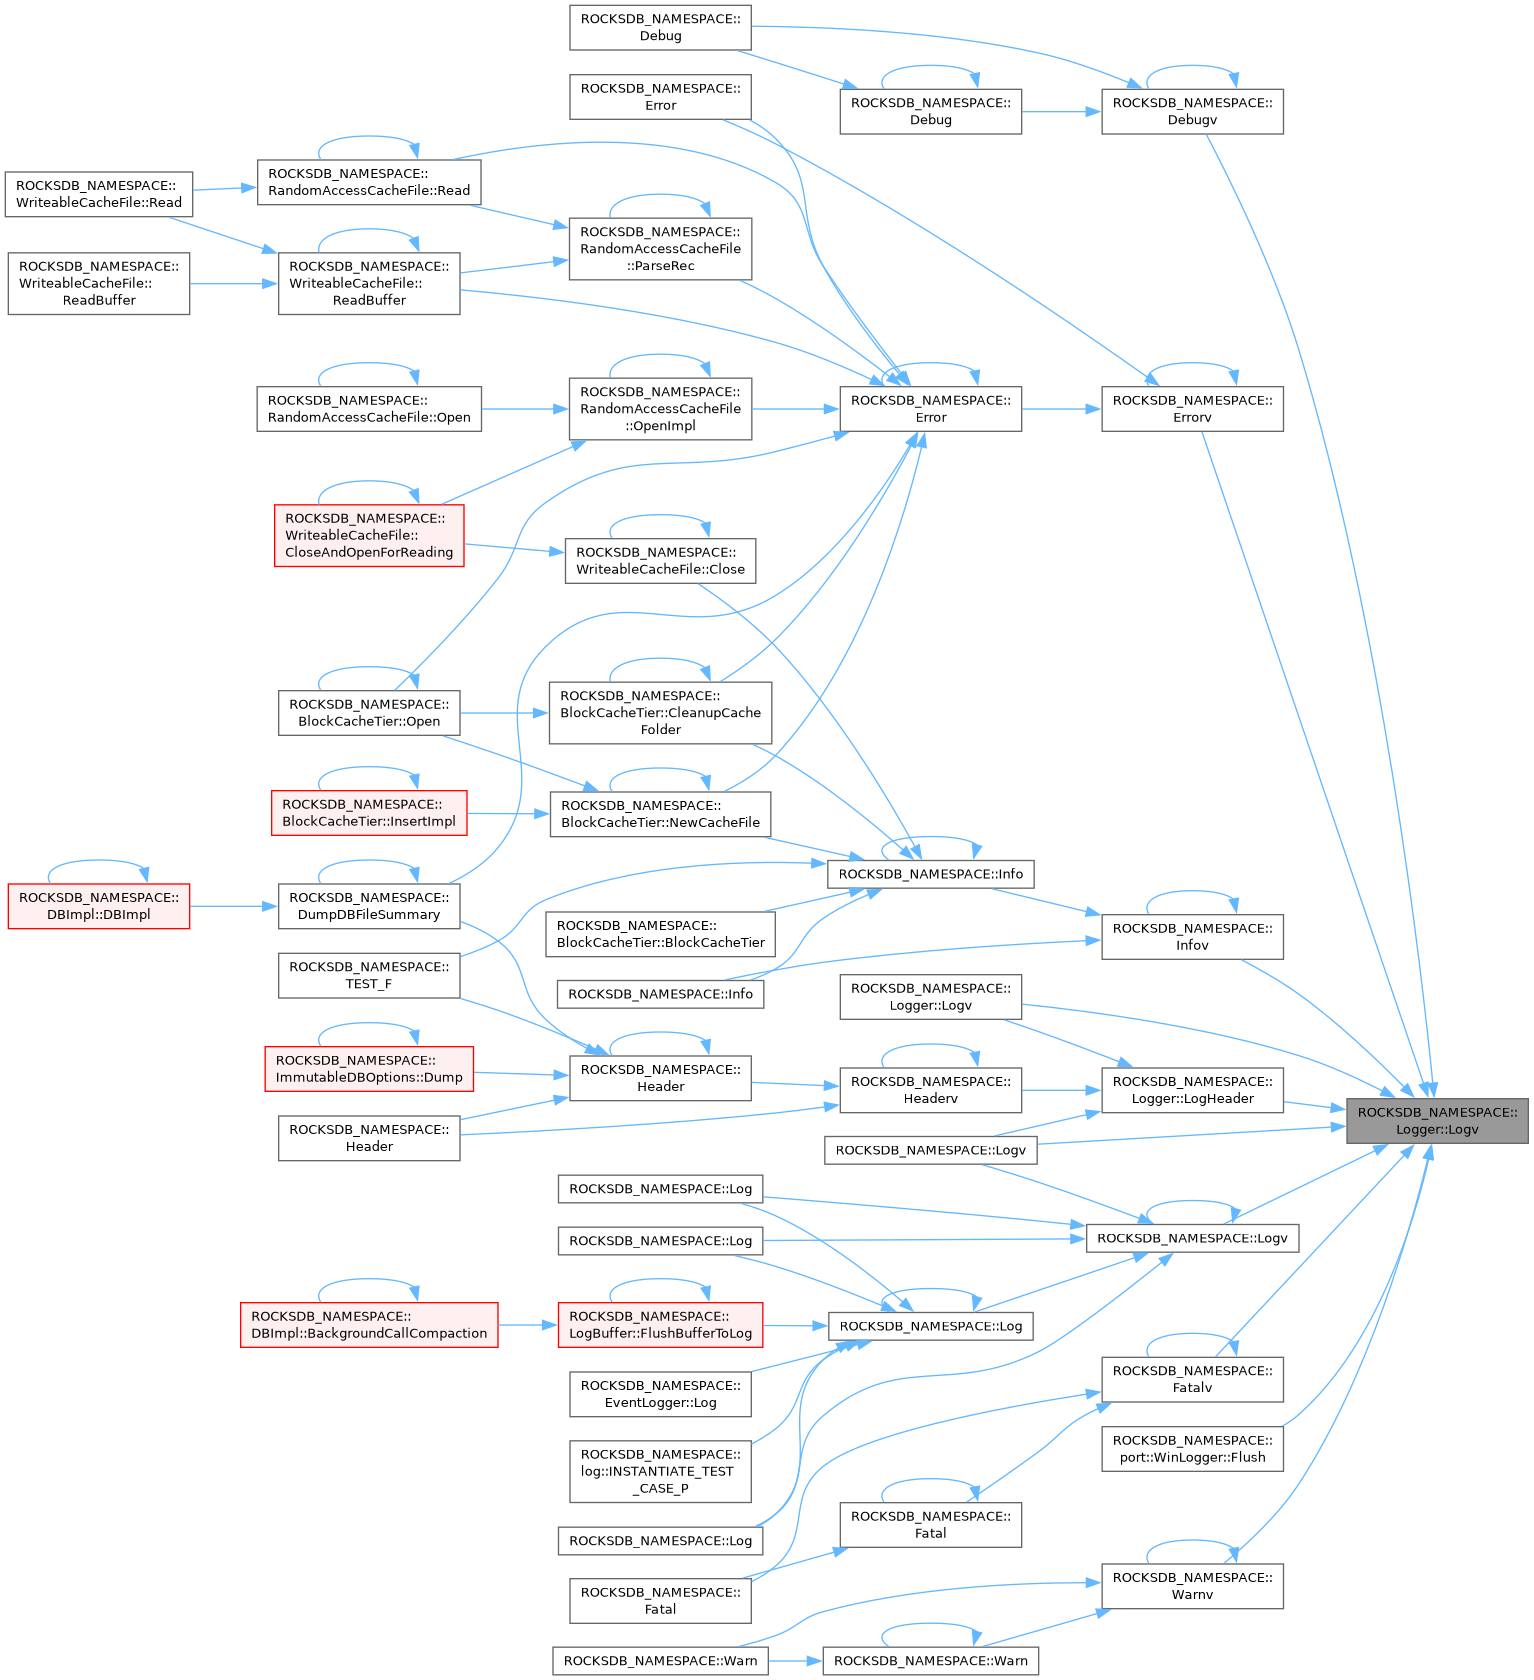 ROCKSDB_NAMESPACE::
Debug
ROCKSDB_NAMESPACE::
Error
ROCKSDB_NAMESPACE::
Debug
ROCKSDB_NAMESPACE::
Debugv
ROCKSDB_NAMESPACE::
WriteableCacheFile::Read
ROCKSDB_NAMESPACE::
RandomAccessCacheFile::Read
ROCKSDB_NAMESPACE::
RandomAccessCacheFile
::ParseRec
ROCKSDB_NAMESPACE::
WriteableCacheFile::
ReadBuffer
ROCKSDB_NAMESPACE::
WriteableCacheFile::
ReadBuffer
ROCKSDB_NAMESPACE::
RandomAccessCacheFile::Open
ROCKSDB_NAMESPACE::
RandomAccessCacheFile
::OpenImpl
ROCKSDB_NAMESPACE::
Error
ROCKSDB_NAMESPACE::
Errorv
ROCKSDB_NAMESPACE::
WriteableCacheFile::
CloseAndOpenForReading
ROCKSDB_NAMESPACE::
WriteableCacheFile::Close
ROCKSDB_NAMESPACE::
BlockCacheTier::Open
ROCKSDB_NAMESPACE::
BlockCacheTier::CleanupCache
Folder
ROCKSDB_NAMESPACE::
BlockCacheTier::InsertImpl
ROCKSDB_NAMESPACE::
BlockCacheTier::NewCacheFile
ROCKSDB_NAMESPACE::Info
ROCKSDB_NAMESPACE::
DBImpl::DBImpl
ROCKSDB_NAMESPACE::
DumpDBFileSummary
ROCKSDB_NAMESPACE::
BlockCacheTier::BlockCacheTier
ROCKSDB_NAMESPACE::
Infov
ROCKSDB_NAMESPACE::
TEST_F
ROCKSDB_NAMESPACE::Info
ROCKSDB_NAMESPACE::
Logger::Logv
ROCKSDB_NAMESPACE::
ImmutableDBOptions::Dump
ROCKSDB_NAMESPACE::
Header
ROCKSDB_NAMESPACE::
Headerv
ROCKSDB_NAMESPACE::
Logger::LogHeader
ROCKSDB_NAMESPACE::
Logger::Logv
ROCKSDB_NAMESPACE::
Header
ROCKSDB_NAMESPACE::Logv
ROCKSDB_NAMESPACE::Log
ROCKSDB_NAMESPACE::Log
ROCKSDB_NAMESPACE::Logv
ROCKSDB_NAMESPACE::
DBImpl::BackgroundCallCompaction
ROCKSDB_NAMESPACE::
LogBuffer::FlushBufferToLog
ROCKSDB_NAMESPACE::Log
ROCKSDB_NAMESPACE::
EventLogger::Log
ROCKSDB_NAMESPACE::
Fatalv
ROCKSDB_NAMESPACE::
log::INSTANTIATE_TEST
_CASE_P
ROCKSDB_NAMESPACE::
port::WinLogger::Flush
ROCKSDB_NAMESPACE::Log
ROCKSDB_NAMESPACE::
Fatal
ROCKSDB_NAMESPACE::
Fatal
ROCKSDB_NAMESPACE::
Warnv
ROCKSDB_NAMESPACE::Warn
ROCKSDB_NAMESPACE::Warn